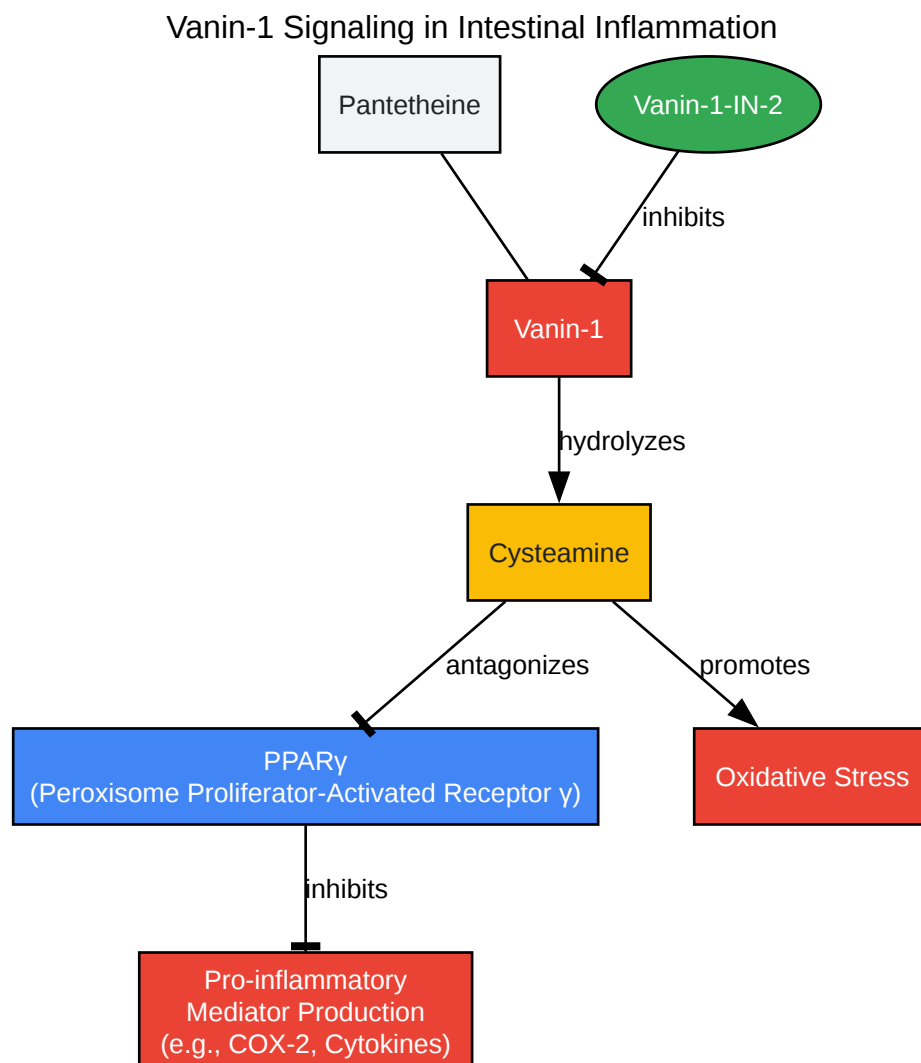 Vanin-1 Signaling in Intestinal Inflammation
Pantetheine
Vanin-1-IN-2
inhibits
Vanin-1
hydrolyzes
Cysteamine
antagonizes
promotes
PPARγ
(Peroxisome Proliferator-Activated Receptor γ)
Oxidative Stress
inhibits
Pro-inflammatory
Mediator Production
(e.g., COX-2, Cytokines)